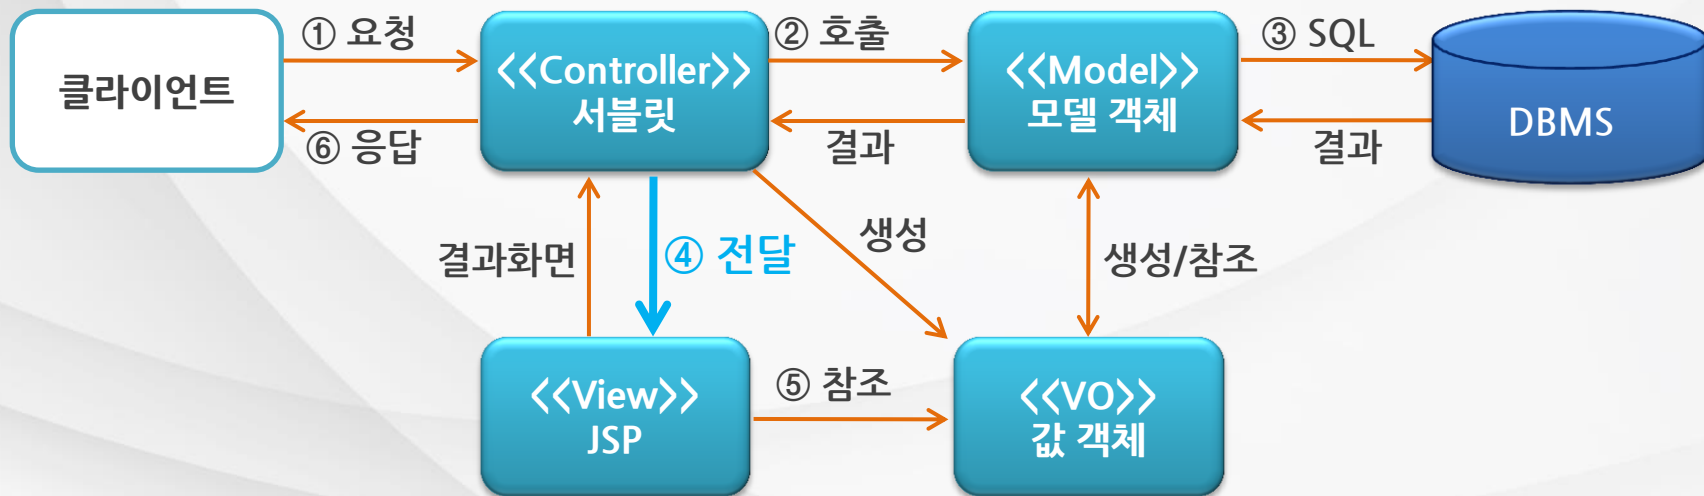 클라이언트
① 요청
⑥ 응답
<<Controller>>
서블릿
② 호출
결과
<<Model>>
모델 객체
③ SQL
결과
DBMS
결과화면
④ 전달
생성
생성/참조
<<View>>
JSP
⑤ 참조
<<VO>>
값 객체